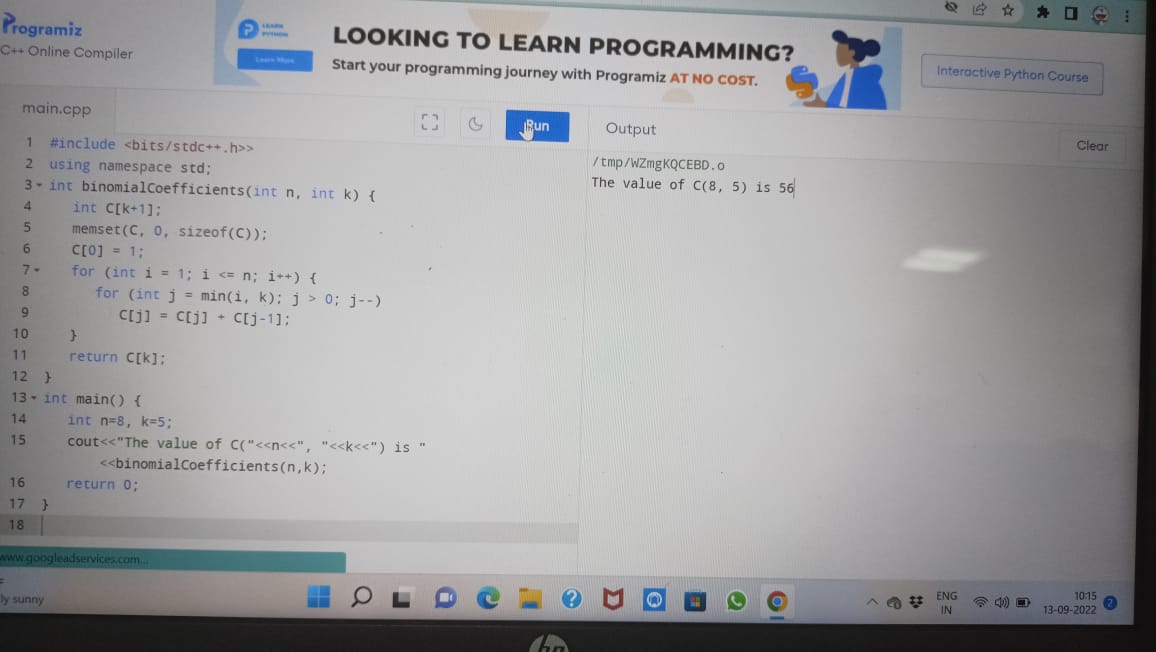 Programiz
C++ Online Compiler
LEARN
PYTHON
Learn More
LOOKING TO LEARN PROGRAMMING?
Start your programming journey with Programiz AT NO COST.
Interactive Python Course
main.cpp
Run
Output
Clear
1 #include <bits/stdc++.h>>
2 using namespace std;
3 int binomialCoefficients(int n, int k) {
4 int C[k+1];
5 memset(C, 0, sizeof(C));
6 C[0] = 1;
7 for (int i = 1; i <= n; i++) {
8 for (int j = min(i, k); j > 0; j--)
9 C[j] = C[j] + C[j-1];
10 }
11 return C[k];
12 }
13 int main() {
14 int n=8, k=5;
15 cout<<"The value of C("<<n<<", "<<k<<") is "
<<binomialCoefficients(n,k);
16 return 0;
17 }
18
/tmp/WZmgKQCEBD.o
The value of C(8, 5) is 56
www.googleadservices.com...
ly sunny
ENG
IN
10:15
13-09-2022
2
hp